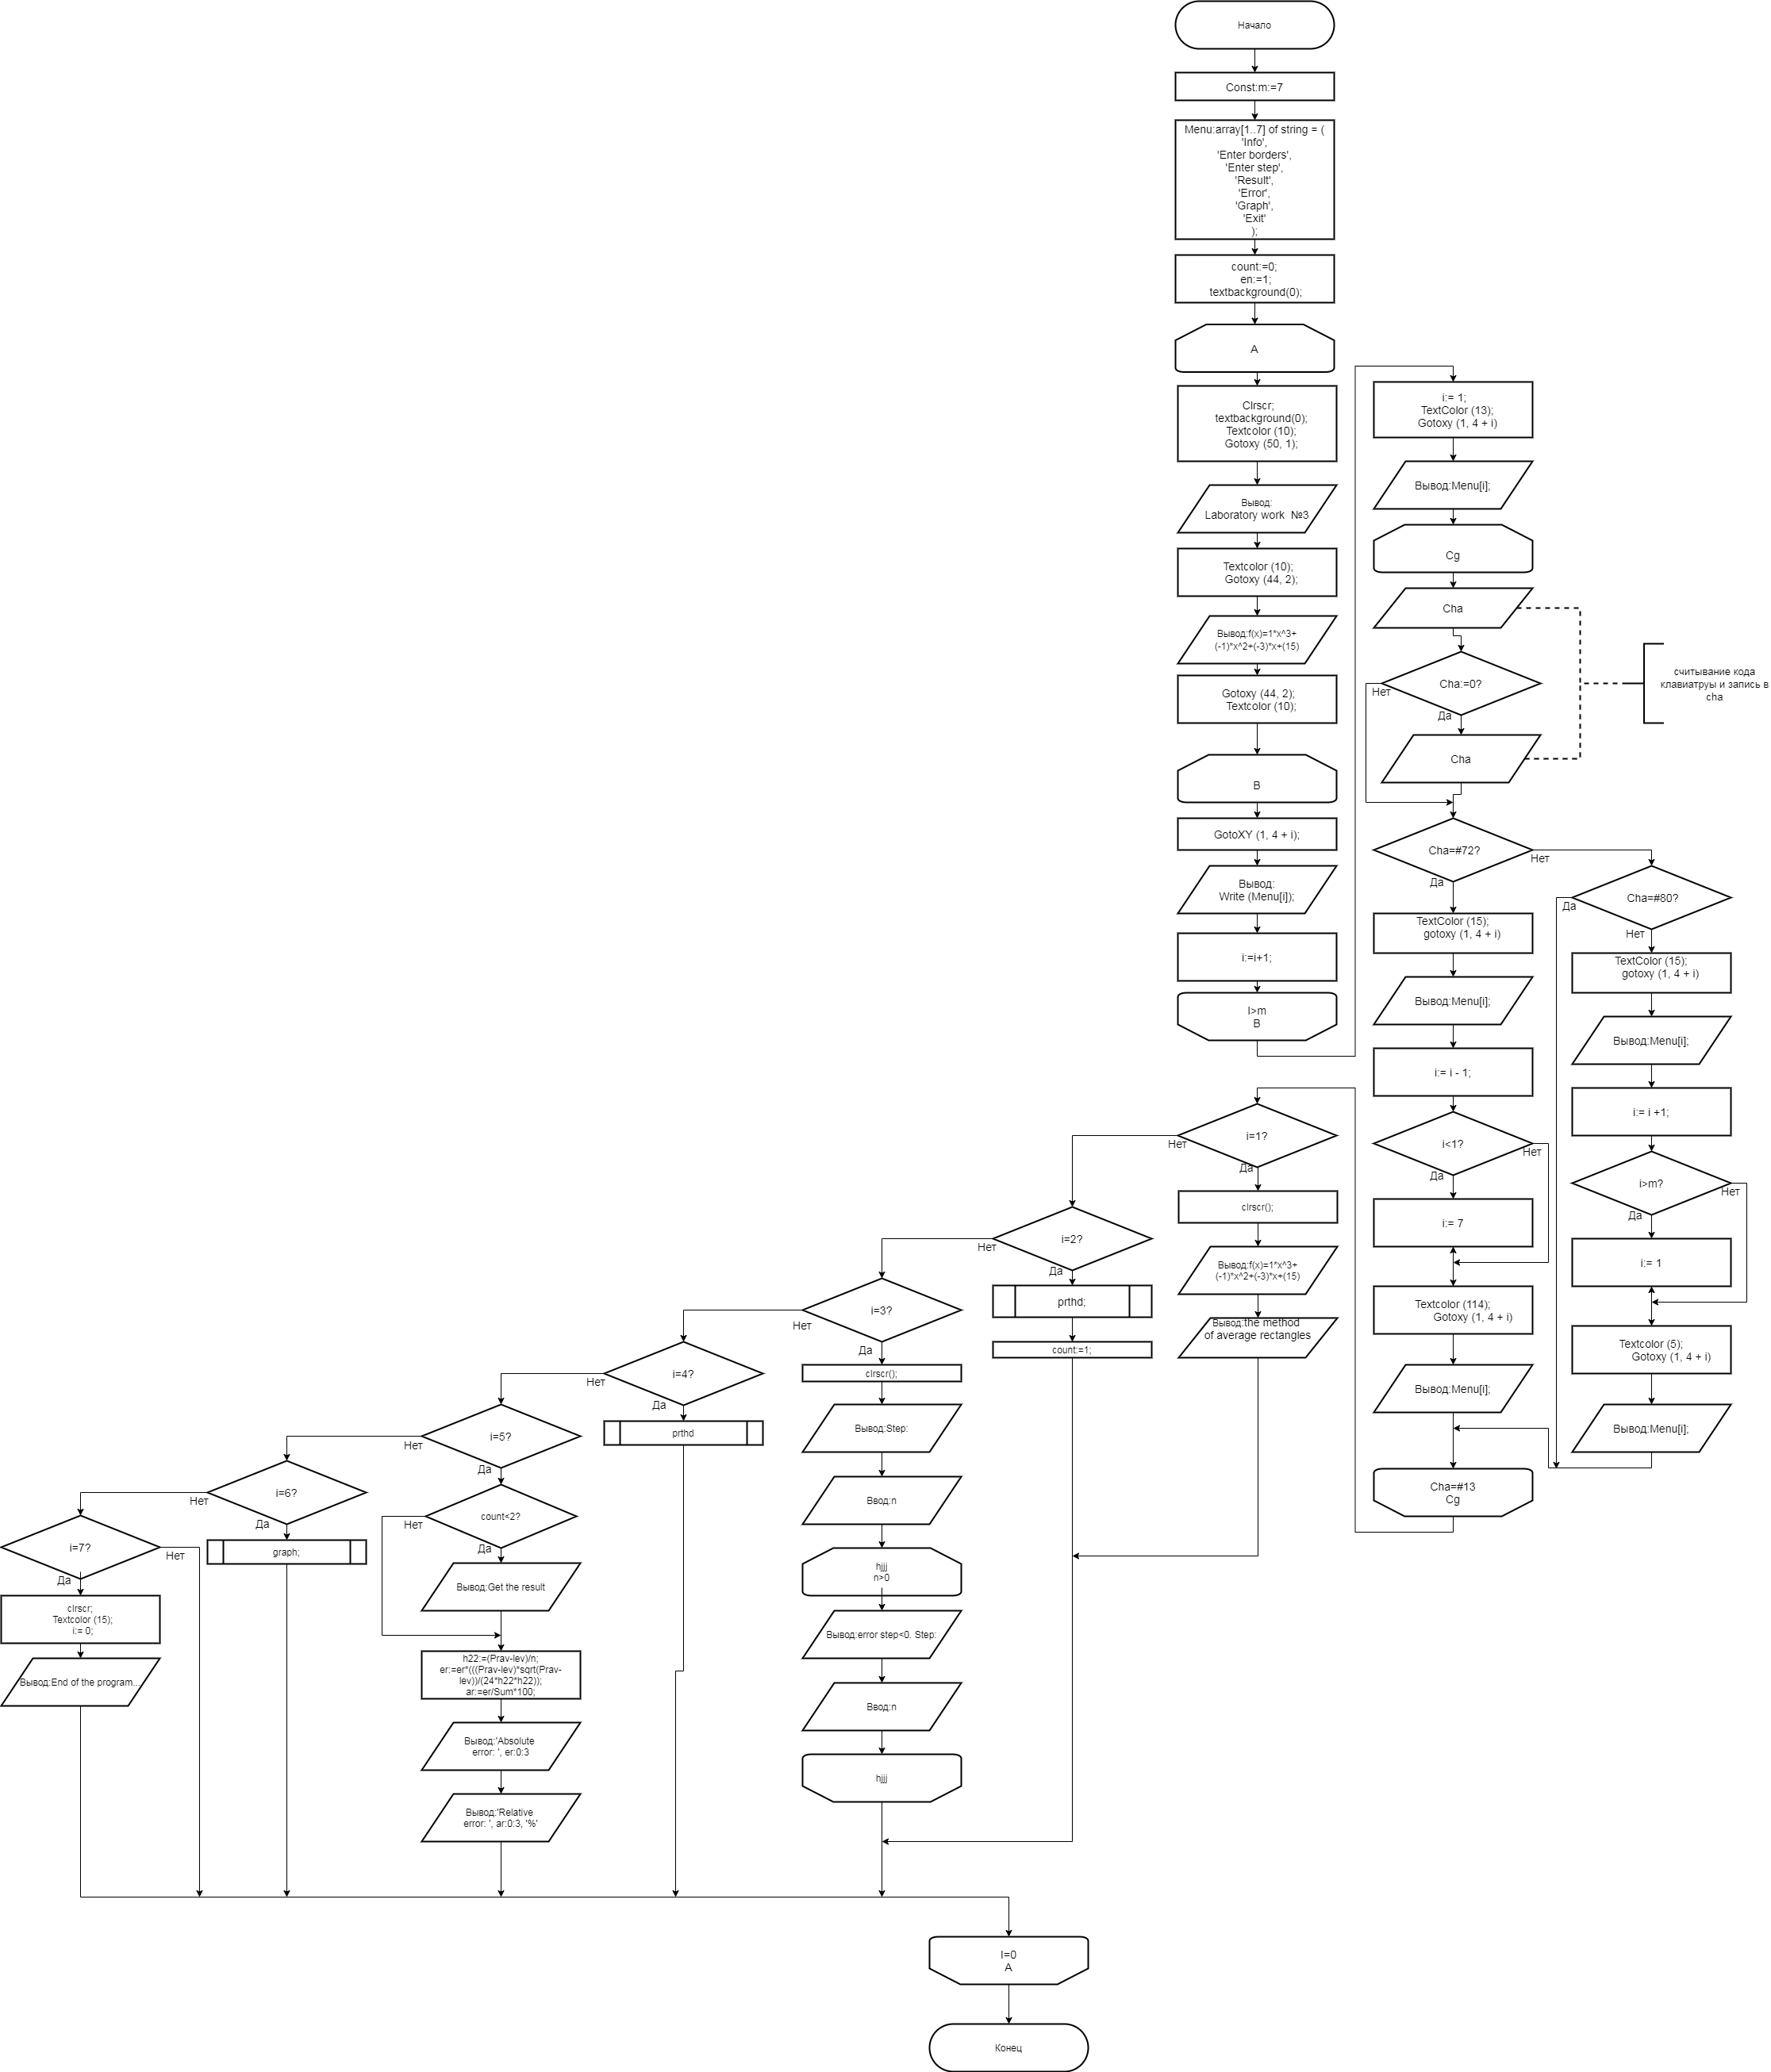 Начало
Const:m:=7
Menu:array[1..7] of string = (
'Info',
'Enter borders',
'Enter step',
'Result',
'Error',
'Graph',
'Exit'
);
count:=0;
en:=1;
textbackground(0);
A
Clrscr;
textbackground(0);
Textcolor (10);
Gotoxy (50, 1);
Вывод:
Laboratory work №3
Textcolor (10);
Gotoxy (44, 2);
Вывод:f(x)=1*x^3+
(-1)*x^2+(-3)*x+(15)
Gotoxy (44, 2);
Textcolor (10);
B
GotoXY (1, 4 + i);
Вывод:
Write (Menu[i]);
i:=i+1;
I>m
B
i:= 1;
TextColor (13);
Gotoxy (1, 4 + i)
Вывод:Menu[i];
Cg
Cha
Cha:=0?
Нет
Да
Cha
считывание кода
клавиатруы и запись в
cha
Cha=#72?
Нет
Да
TextColor (15);
gotoxy (1, 4 + i)
Вывод:Menu[i];
i:= i - 1;
i<1?
Нет
Да
i:= 7
Textcolor (114);
Gotoxy (1, 4 + i)
Вывод:Menu[i];
Cha=#13
Cg
Cha=#80?
Да
Нет
TextColor (15);
gotoxy (1, 4 + i)
Вывод:Menu[i];
i:= i +1;
i>m?
Нет
Да
i:= 1
Textcolor (5);
Gotoxy (1, 4 + i)
Вывод:Menu[i];
i=1?
Нет
Да
clrscr();
Вывод:f(x)=1*x^3+
(-1)*x^2+(-3)*x+(15)
Вывод:the method
of average rectangles
i=2?
Нет
Да
prthd;
count:=1;
i=3?
Нет
Да
clrscr();
Вывод:Step:
Ввод:n
hjjj
n>0
Вывод:error step<0. Step:
Ввод:n
hjjj
i=4?
Нет
Да
prthd
i=5?
Нет
Да
count<2?
Нет
Да
Вывод:Get the result
h22:=(Prav-lev)/n;
er:=er*(((Prav-lev)*sqrt(Prav-
lev))/(24*h22*h22));
ar:=er/Sum*100;
Вывод:'Absolute
error: ', er:0:3
Вывод:'Relative
error: ', ar:0:3, '%'
i=6?
Нет
Да
graph;
i=7?
Нет
Да
clrscr;
Textcolor (15);
i:= 0;
Вывод:End of the program...
I=0
A
Конец